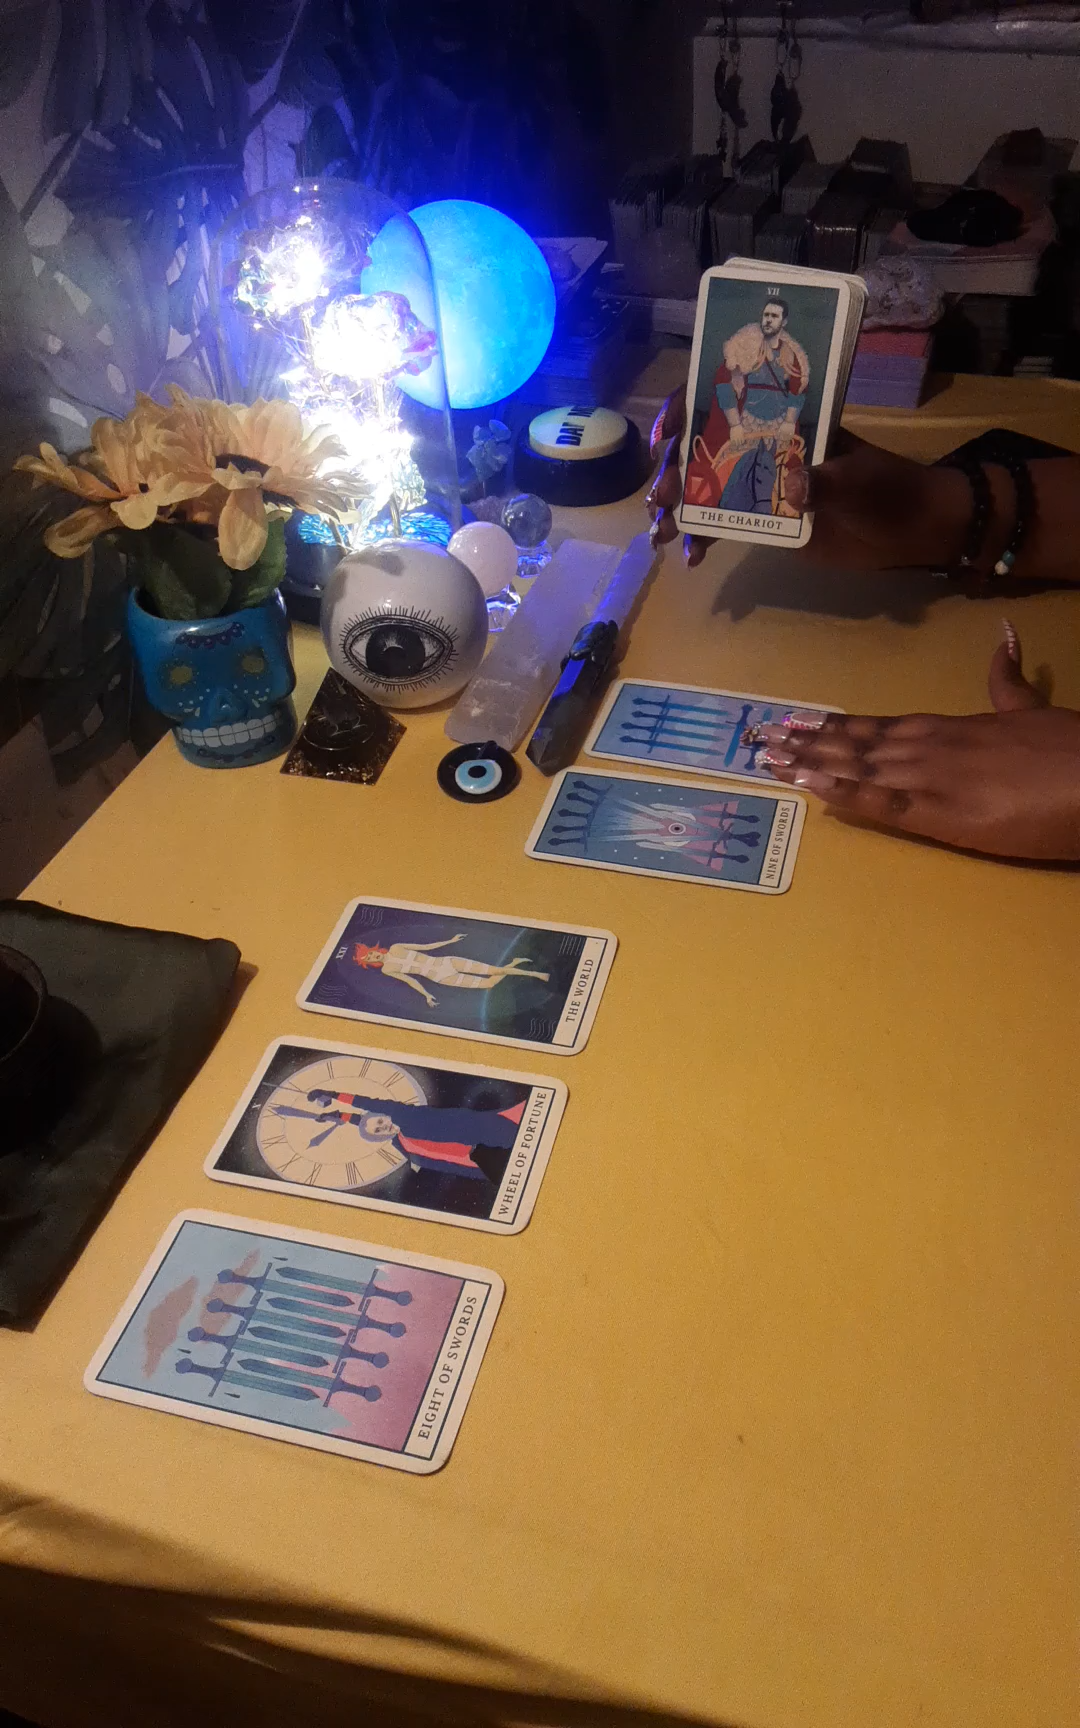 VII
THE CHARIOT
NINE OF SWORDS
XXI
THE WORLD
WHEEL OF FORTUNE
EIGHT OF SWORDS